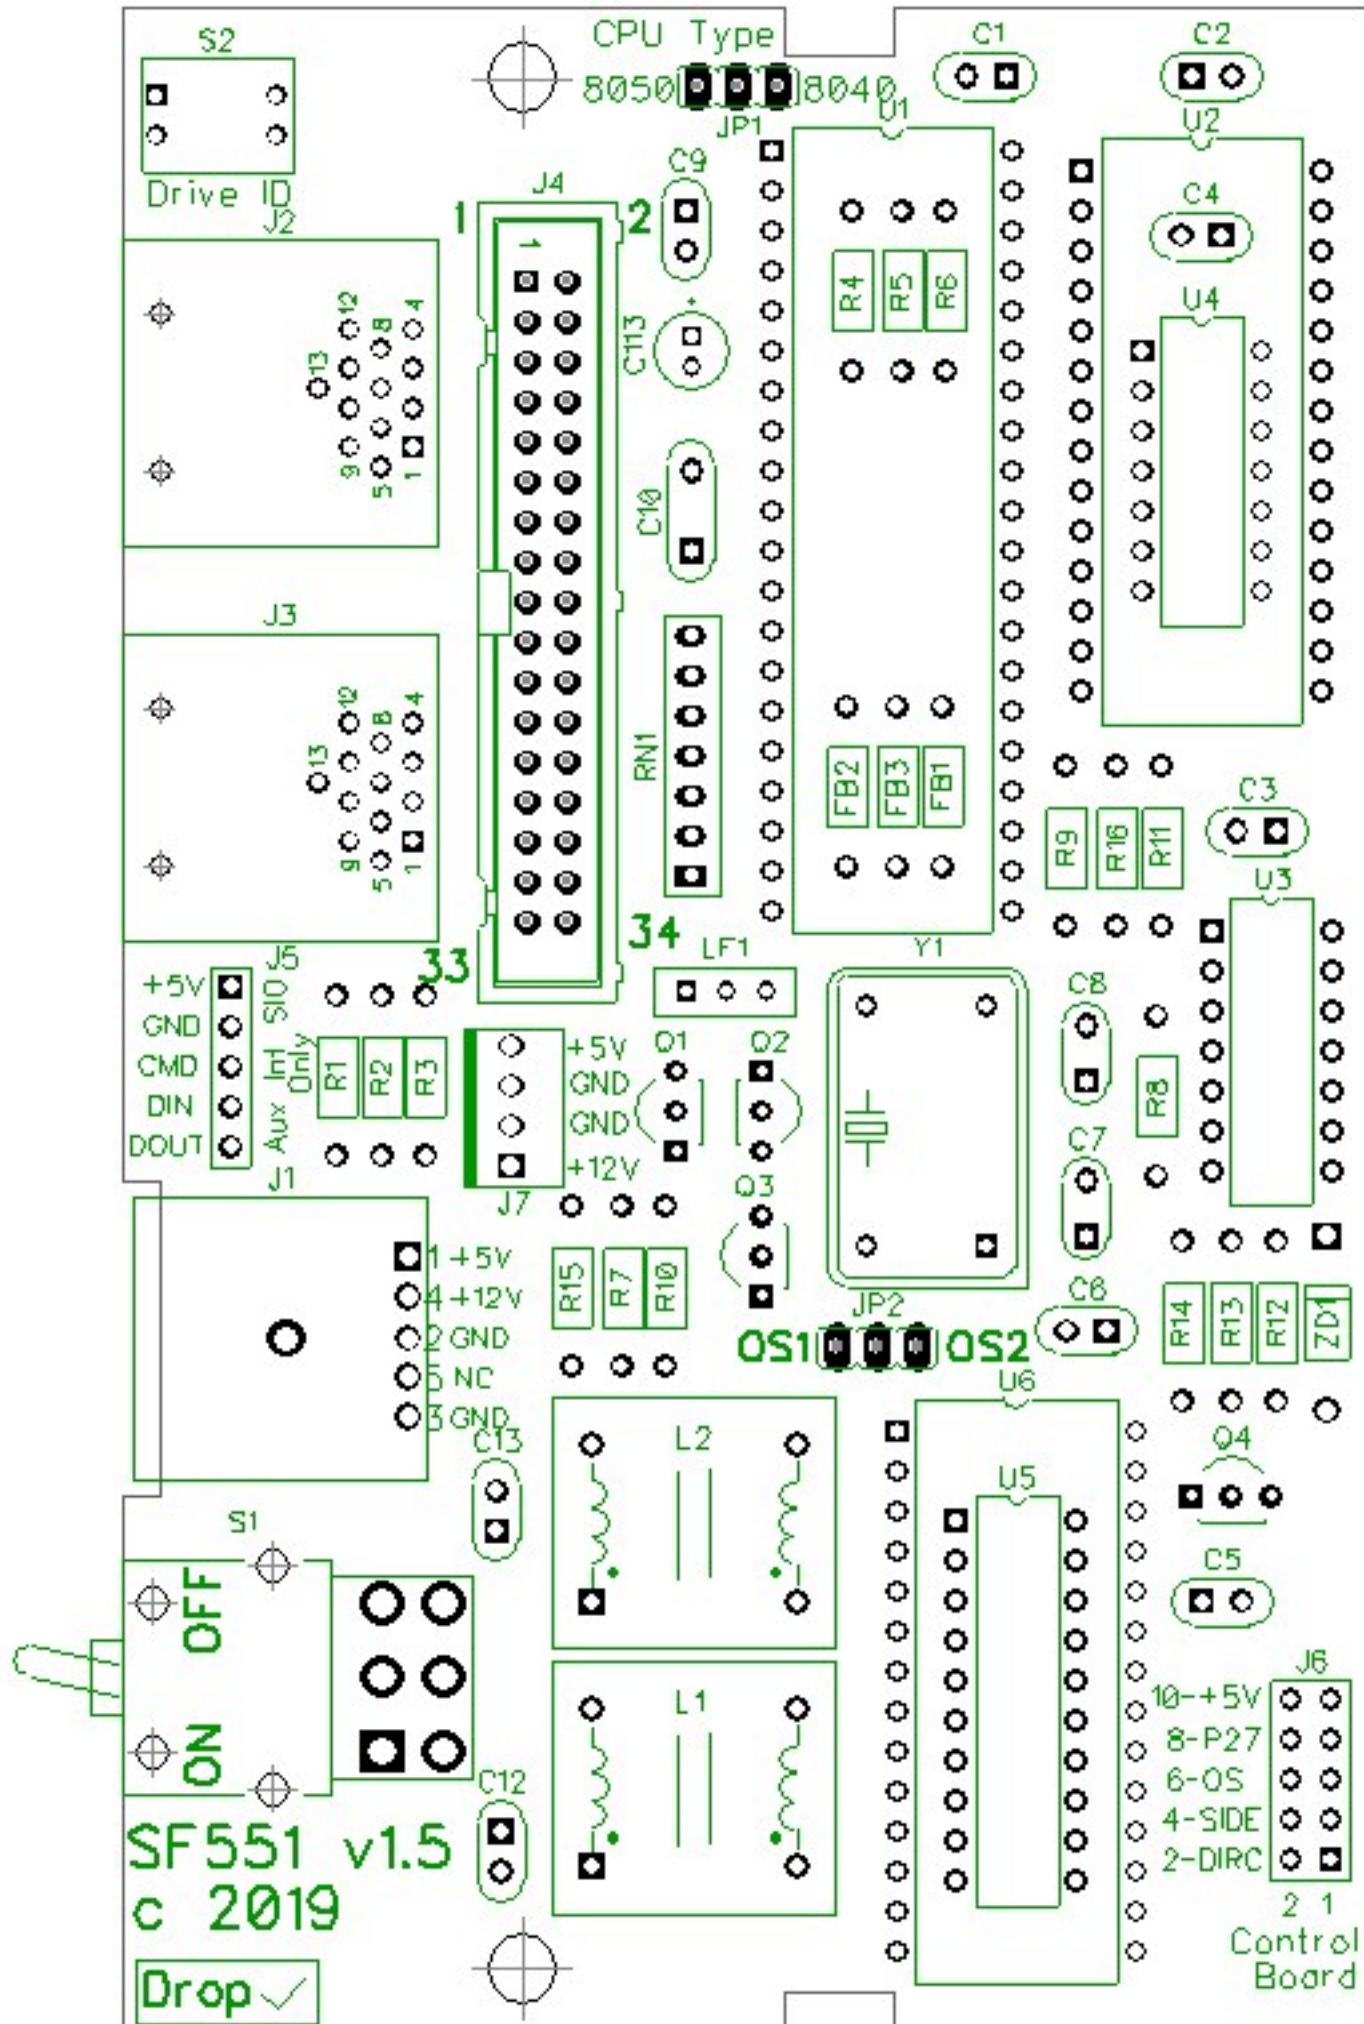 S2
CPU Type
C1
C2
8050
8040
JP1
U1
U2
Drive ID
C9
J4
1
2
J2
C4
1
R4
R5
R6
U4
C113
12
8
4
13
9
5
1
C10
J3
RN1
12
8
4
13
9
5
1
FB2
FB3
FB1
R9
R16
R11
C3
U3
33
34
LF1
Y1
J5
+5V
GND
CMD
DIN
DOUT
SIO
Aux Int Only
R1
R2
R3
+5V
GND
GND
+12V
J7
Q1
Q2
Q3
C8
C7
R8
J1
1 +5V
4 +12V
2 GND
5 NC
3 GND
R15
R7
R10
JP2
OS1
OS2
C6
R14
R13
R12
ZD1
U6
C13
L2
U5
Q4
S1
OFF
ON
C5
L1
C12
J6
10-+5V
8-P27
6-OS
4-SIDE
2-DIRC
2 1
Control
Board
SF551 v1.5
c 2019
Drop